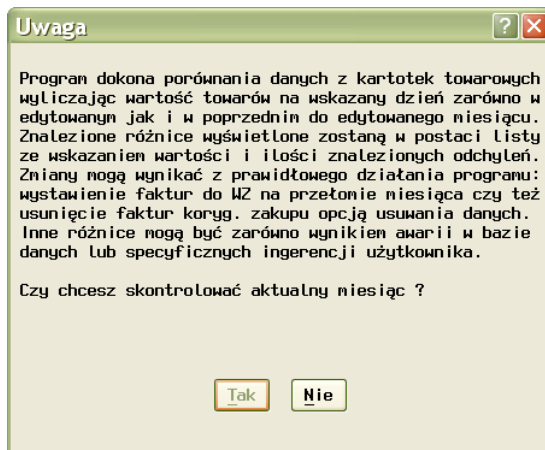 Uwaga
Program dokona porównania danych z kartotek towarowych
wyliczając wartość towarów na wskazany dzień zarówno w
edytowanym jak i w poprzednim do edytowanego miesiącu.
Znalezione różnice wyświetlone zostaną w postaci listy
ze wskazaniem wartości i ilości znalezionych odchyleń.
Zmiany mogą wynikać z prawidłowego działania programu:
wystawienie faktur do WZ na przełomie miesiąca czy też
usunięcie faktur koryg. zakupu opcją usuwania danych.
Inne różnice mogą być zarówno wynikiem awarii w bazie
danych lub specyficznych ingerencji użytkownika.
Czy chcesz skontrolować aktualny miesiąc ?
Tak Nie